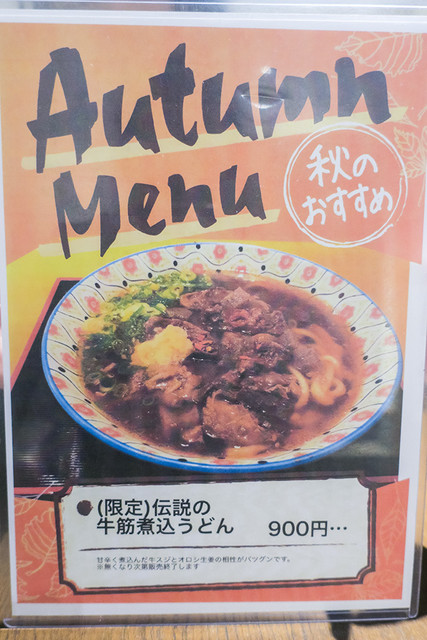 Autumn
Menu
秋の
おすすめ
●(限定)伝説の
牛筋煮込うどん 900円…
甘辛く煮込んだ牛スジとオロシ生姜の相性がバツグンです。
※無くなり次第販売終了します